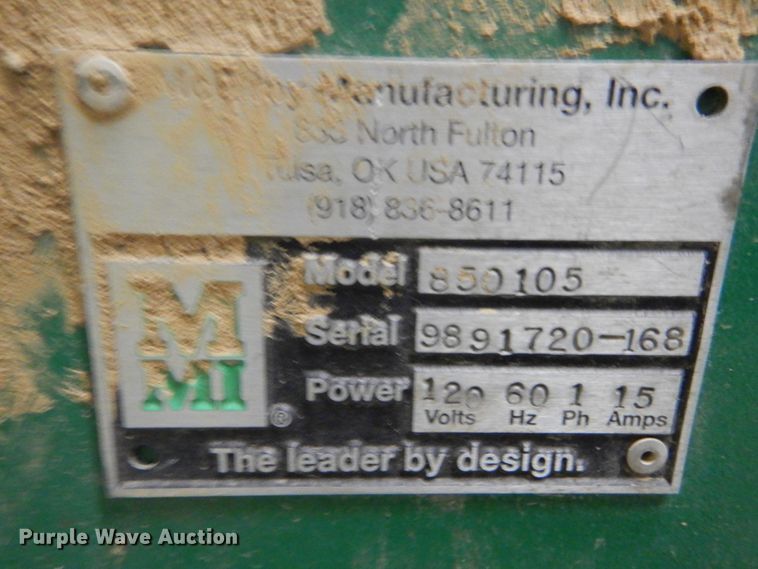 Manufacturing, Inc.
North Fulton
Tulsa, OK USA 74115
(918) 836-8611
MMI
®
Model 850105
Serial 9891720-168
Power 120 60 1 15
Volts Hz Ph Amps
The leader by design.
Purple Wave Auction